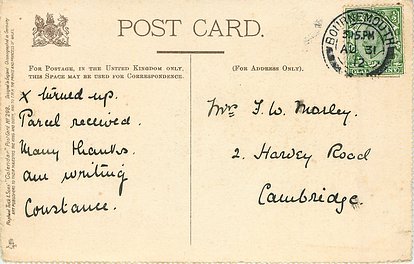 POST CARD.
FOR POSTAGE, IN THE UNITED KINGDOM ONLY,
THIS SPACE MAY BE USED FOR CORRESPONDENCE.
(FOR ADDRESS ONLY).
BOURNEMOUTH
5.15 PM
AU 31
12
x turned up.
Parcel received.
Many thanks.
am writing
Constance.
Mrs F. W. Morley.
2. Harvey Road
Cambridge.